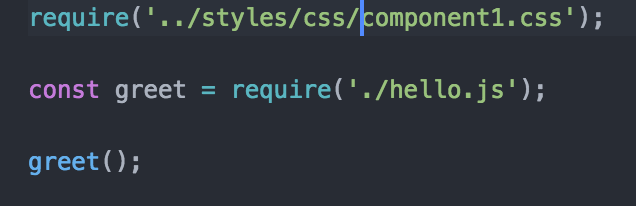 require('../styles/css/component1.css');
const greet = require('./hello.js');
greet();